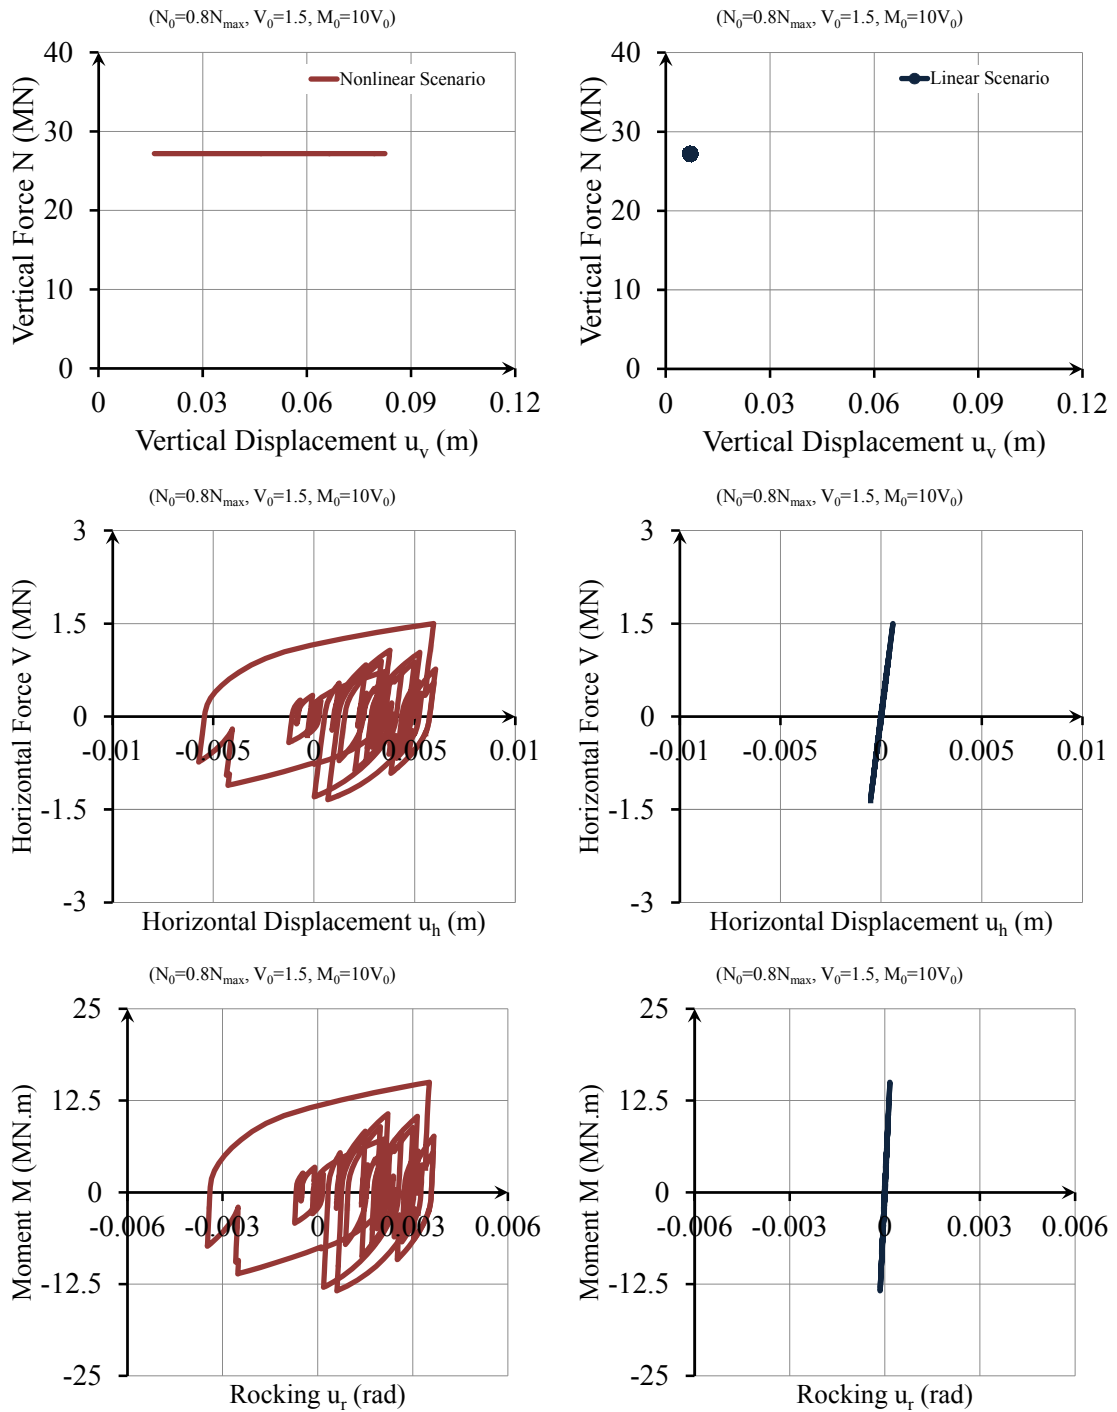 (N₀=0.8Nₘₐₓ, V₀=1.5, M₀=10V₀)
40
30
20
10
0
Vertical Force N (MN)
Nonlinear Scenario
0 0.03 0.06 0.09 0.12
Vertical Displacement uᵥ (m)
(N₀=0.8Nₘₐₓ, V₀=1.5, M₀=10V₀)
40
30
20
10
0
Vertical Force N (MN)
Linear Scenario
0 0.03 0.06 0.09 0.12
Vertical Displacement uᵥ (m)
(N₀=0.8Nₘₐₓ, V₀=1.5, M₀=10V₀)
3
1.5
0
-1.5
-3
Horizontal Force V (MN)
-0.01 -0.005 0 0.005 0.01
Horizontal Displacement uₕ (m)
(N₀=0.8Nₘₐₓ, V₀=1.5, M₀=10V₀)
3
1.5
0
-1.5
-3
Horizontal Force V (MN)
-0.01 -0.005 0 0.005 0.01
Horizontal Displacement uₕ (m)
(N₀=0.8Nₘₐₓ, V₀=1.5, M₀=10V₀)
25
12.5
0
-12.5
-25
Moment M (MN.m)
-0.006 -0.003 0 0.003 0.006
Rocking uᵣ (rad)
(N₀=0.8Nₘₐₓ, V₀=1.5, M₀=10V₀)
25
12.5
0
-12.5
-25
Moment M (MN.m)
-0.006 -0.003 0 0.003 0.006
Rocking uᵣ (rad)